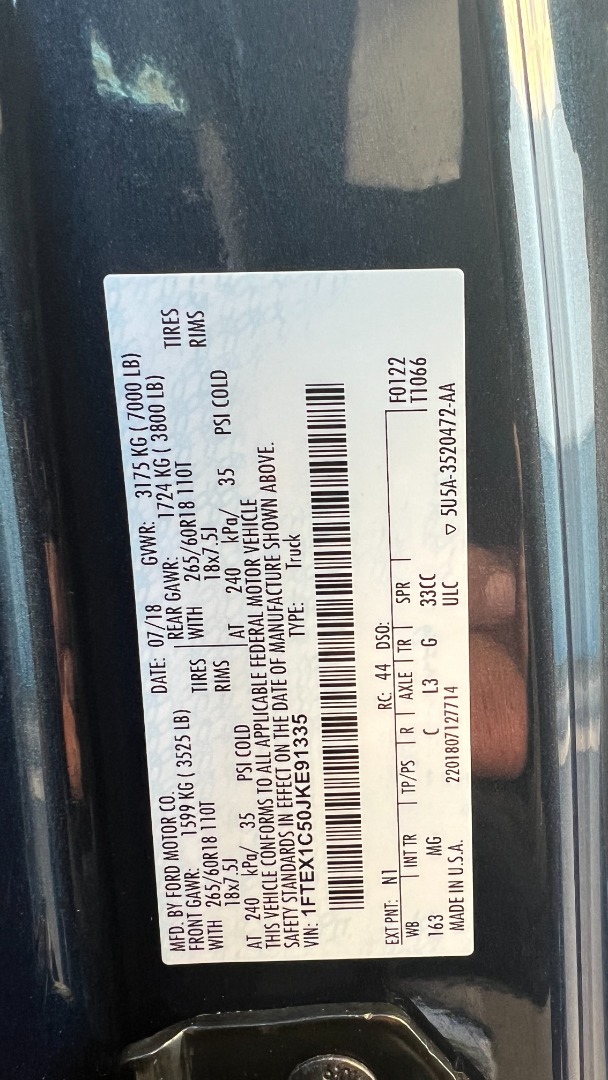 MFD. BY FORD MOTOR CO.
DATE: 07/18 GVWR: 3175 KG ( 7000 LB)
FRONT GAWR: 1599 KG ( 3525 LB) REAR GAWR: 1724 KG ( 3800 LB)
WITH 265/60R18 110T TIRES WITH 265/60R18 110T TIRES
18x7.5J RIMS 18x7.5J RIMS
AT 240 kPa/ 35 PSI COLD AT 240 kPa/ 35 PSI COLD
THIS VEHICLE CONFORMS TO ALL APPLICABLE FEDERAL MOTOR VEHICLE
SAFETY STANDARDS IN EFFECT ON THE DATE OF MANUFACTURE SHOWN ABOVE.
VIN: 1FTEX1C50JKE91335 TYPE: Truck
EXT PNT: N1 RC: 44 DSO: F0122
WB INT TR TP/PS R AXLE TR SPR T1066
163 MG C L3 G 33CC
MADE IN U.S.A. 2201807127714 ULC ▽ 5U5A-3520472-AA